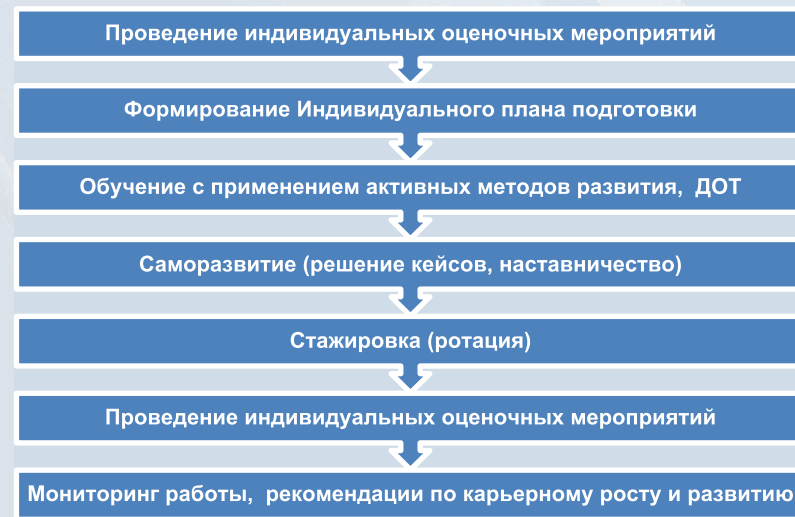 Проведение индивидуальных оценочных мероприятий
Формирование Индивидуального плана подготовки
Обучение с применением активных методов развития,  ДОТ
Саморазвитие (решение кейсов, наставничество)
Стажировка (ротация)
Проведение индивидуальных оценочных мероприятий
Мониторинг работы,  рекомендации по карьерному росту и развитию